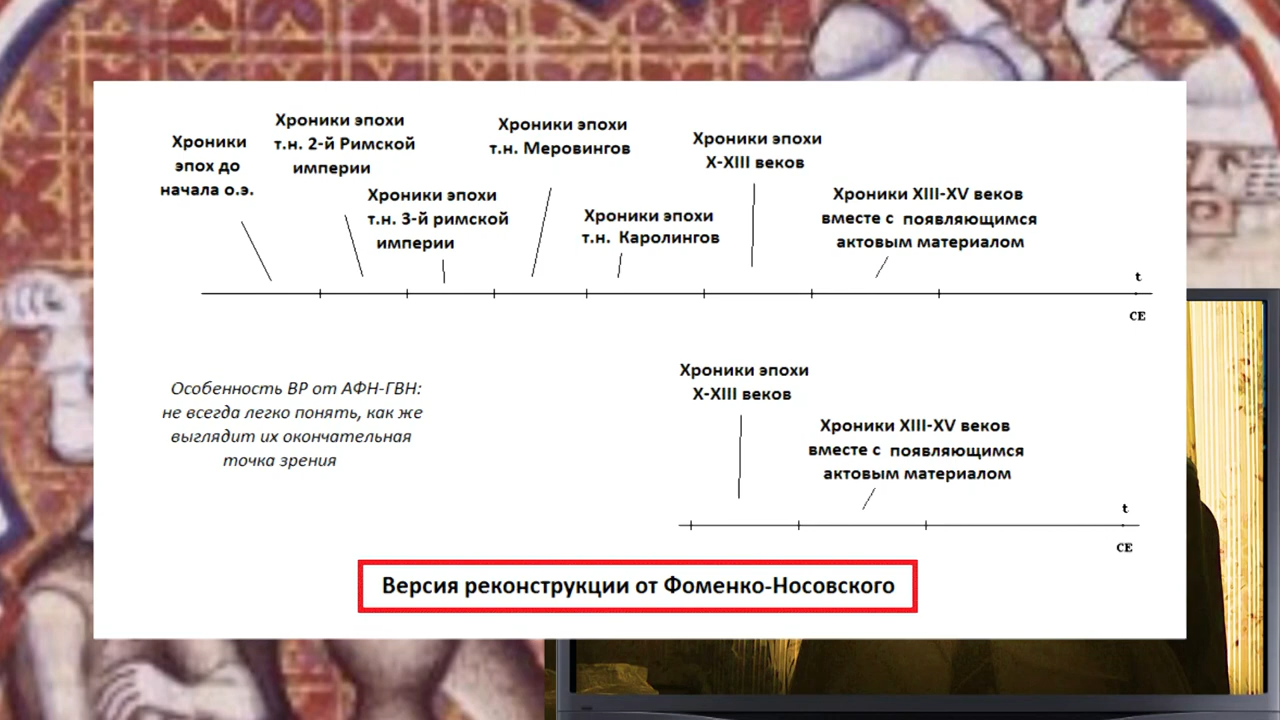 Хроники
эпох до
начала о.э.
Хроники эпохи
т.н. 2-й Римской
империи
Хроники эпохи
т.н. 3-й римской
империи
Хроники эпохи
т.н. Меровингов
Хроники эпохи
т.н. Каролингов
Хроники эпохи
X-XIII веков
Хроники XIII-XV веков
вместе с появляющимся
актовым материалом
t
CE
Особенность ВР от АФН-ГВН:
не всегда легко понять, как же
выглядит их окончательная
точка зрения
Хроники эпохи
X-XIII веков
Хроники XIII-XV веков
вместе с появляющимся
актовым материалом
t
CE
Версия реконструкции от Фоменко-Носовского